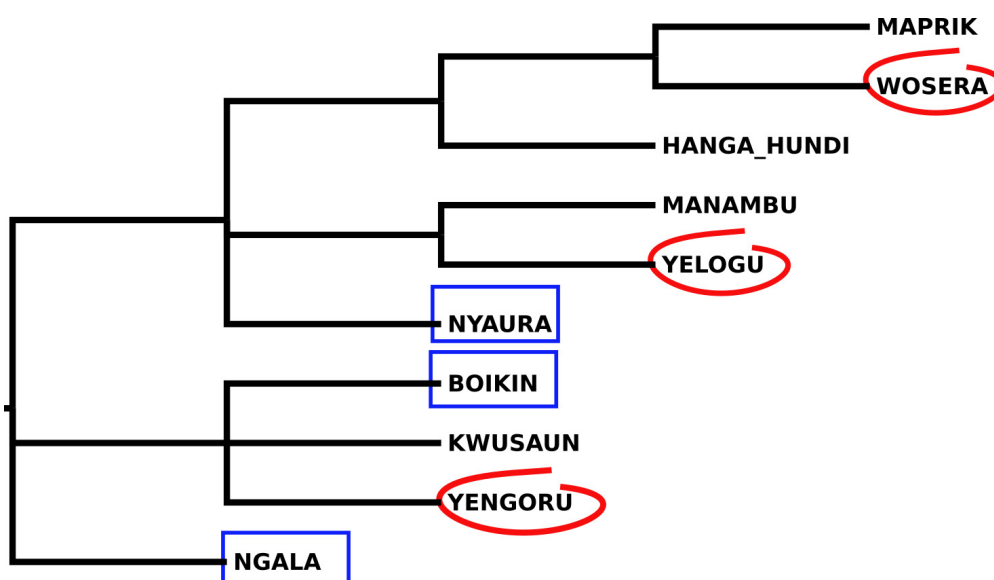 MAPRIK
WOSERA
HANGA_HUNDI
MANAMBU
YELOGU
NYAURA
BOIKIN
KWUSAUN
YENGORU
NGALA